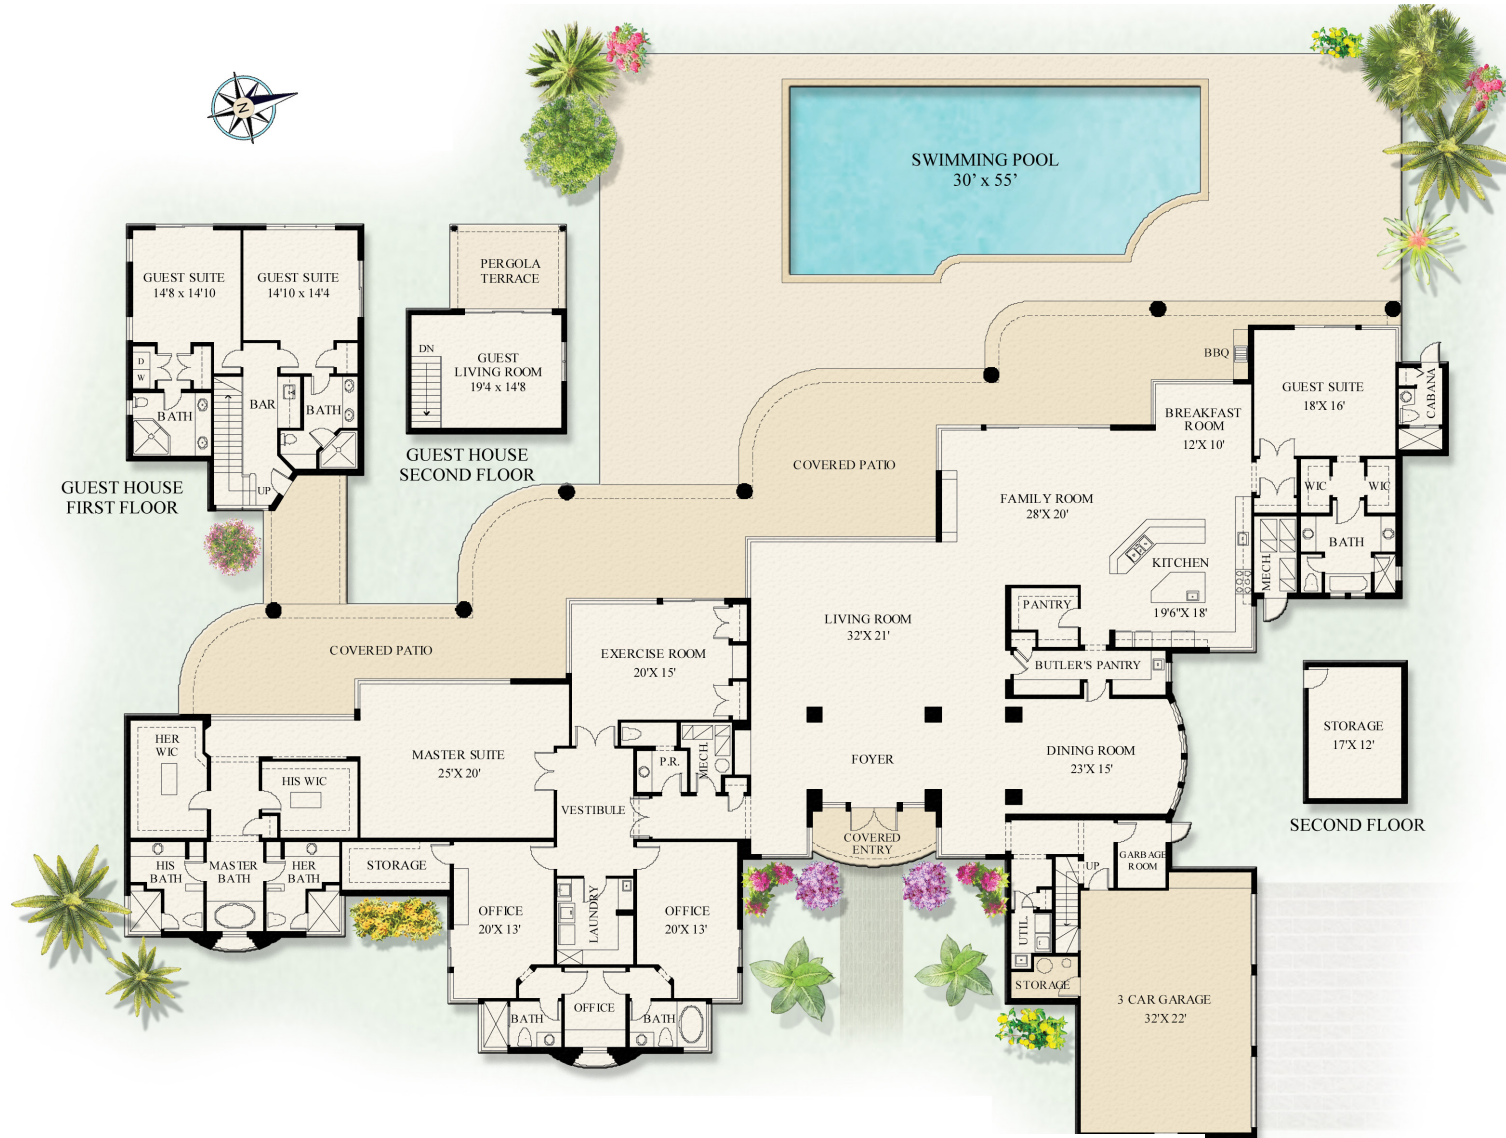 N
SWIMMING POOL
30' x 55'
GUEST SUITE
14'8 x 14'10
GUEST SUITE
14'10 x 14'4
D
W
BATH
BAR
BATH
UP
GUEST HOUSE
FIRST FLOOR
PERGOLA
TERRACE
DN
GUEST
LIVING ROOM
19'4 x 14'8
GUEST HOUSE
SECOND FLOOR
BBQ
GUEST SUITE
18'X 16'
CABANA
BREAKFAST
ROOM
12'X 10'
COVERED PATIO
FAMILY ROOM
28'X 20'
WIC
WIC
BATH
MECH.
KITCHEN
19'6"X 18'
PANTRY
BUTLER'S PANTRY
LIVING ROOM
32'X 21'
COVERED PATIO
EXERCISE ROOM
20'X 15'
HER
WIC
HIS WIC
MASTER SUITE
25'X 20'
P.R.
MECH.
VESTIBULE
FOYER
DINING ROOM
23'X 15'
STORAGE
17'X 12'
SECOND FLOOR
COVERED
ENTRY
HIS
BATH
MASTER
BATH
HER
BATH
STORAGE
UP
GARBAGE
ROOM
OFFICE
20'X 13'
LAUNDRY
OFFICE
20'X 13'
UTIL
STORAGE
BATH
OFFICE
BATH
3 CAR GARAGE
32'X 22'